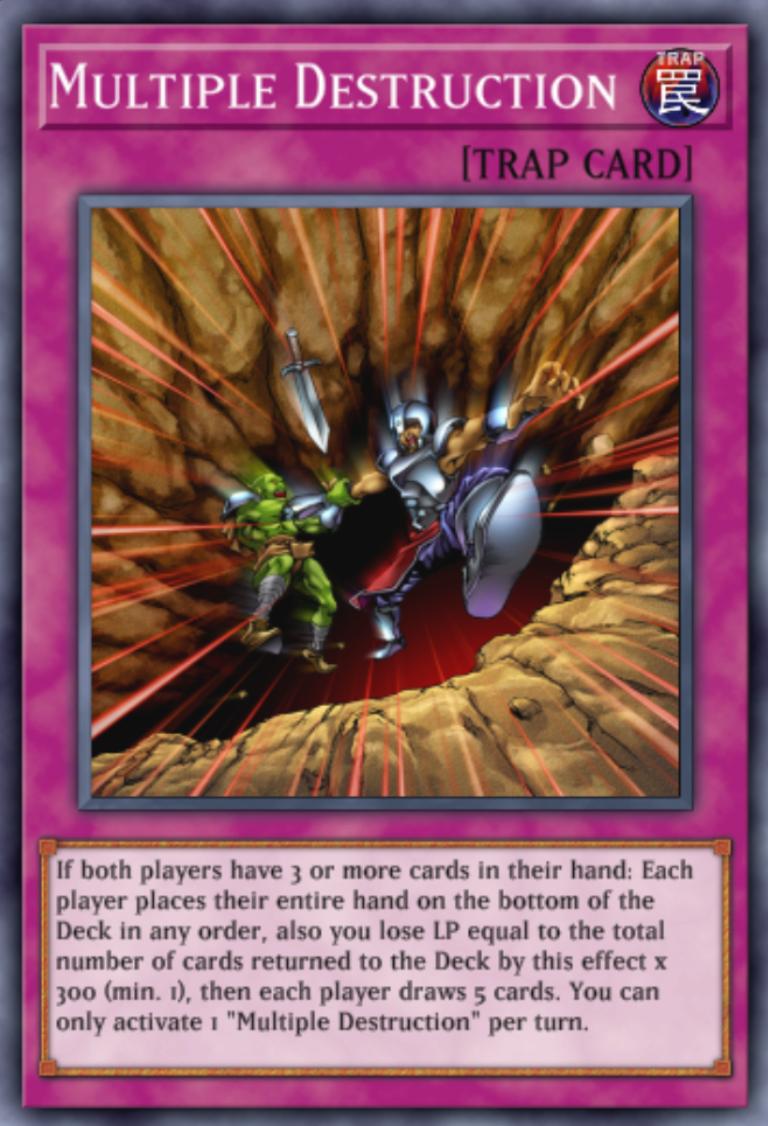 MULTIPLE DESTRUCTION
TRAP
罠
[TRAP CARD]
If both players have 3 or more cards in their hand: Each
player places their entire hand on the bottom of the
Deck in any order, also you lose LP equal to the total
number of cards returned to the Deck by this effect x
300 (min. 1), then each player draws 5 cards. You can
only activate 1 "Multiple Destruction" per turn.